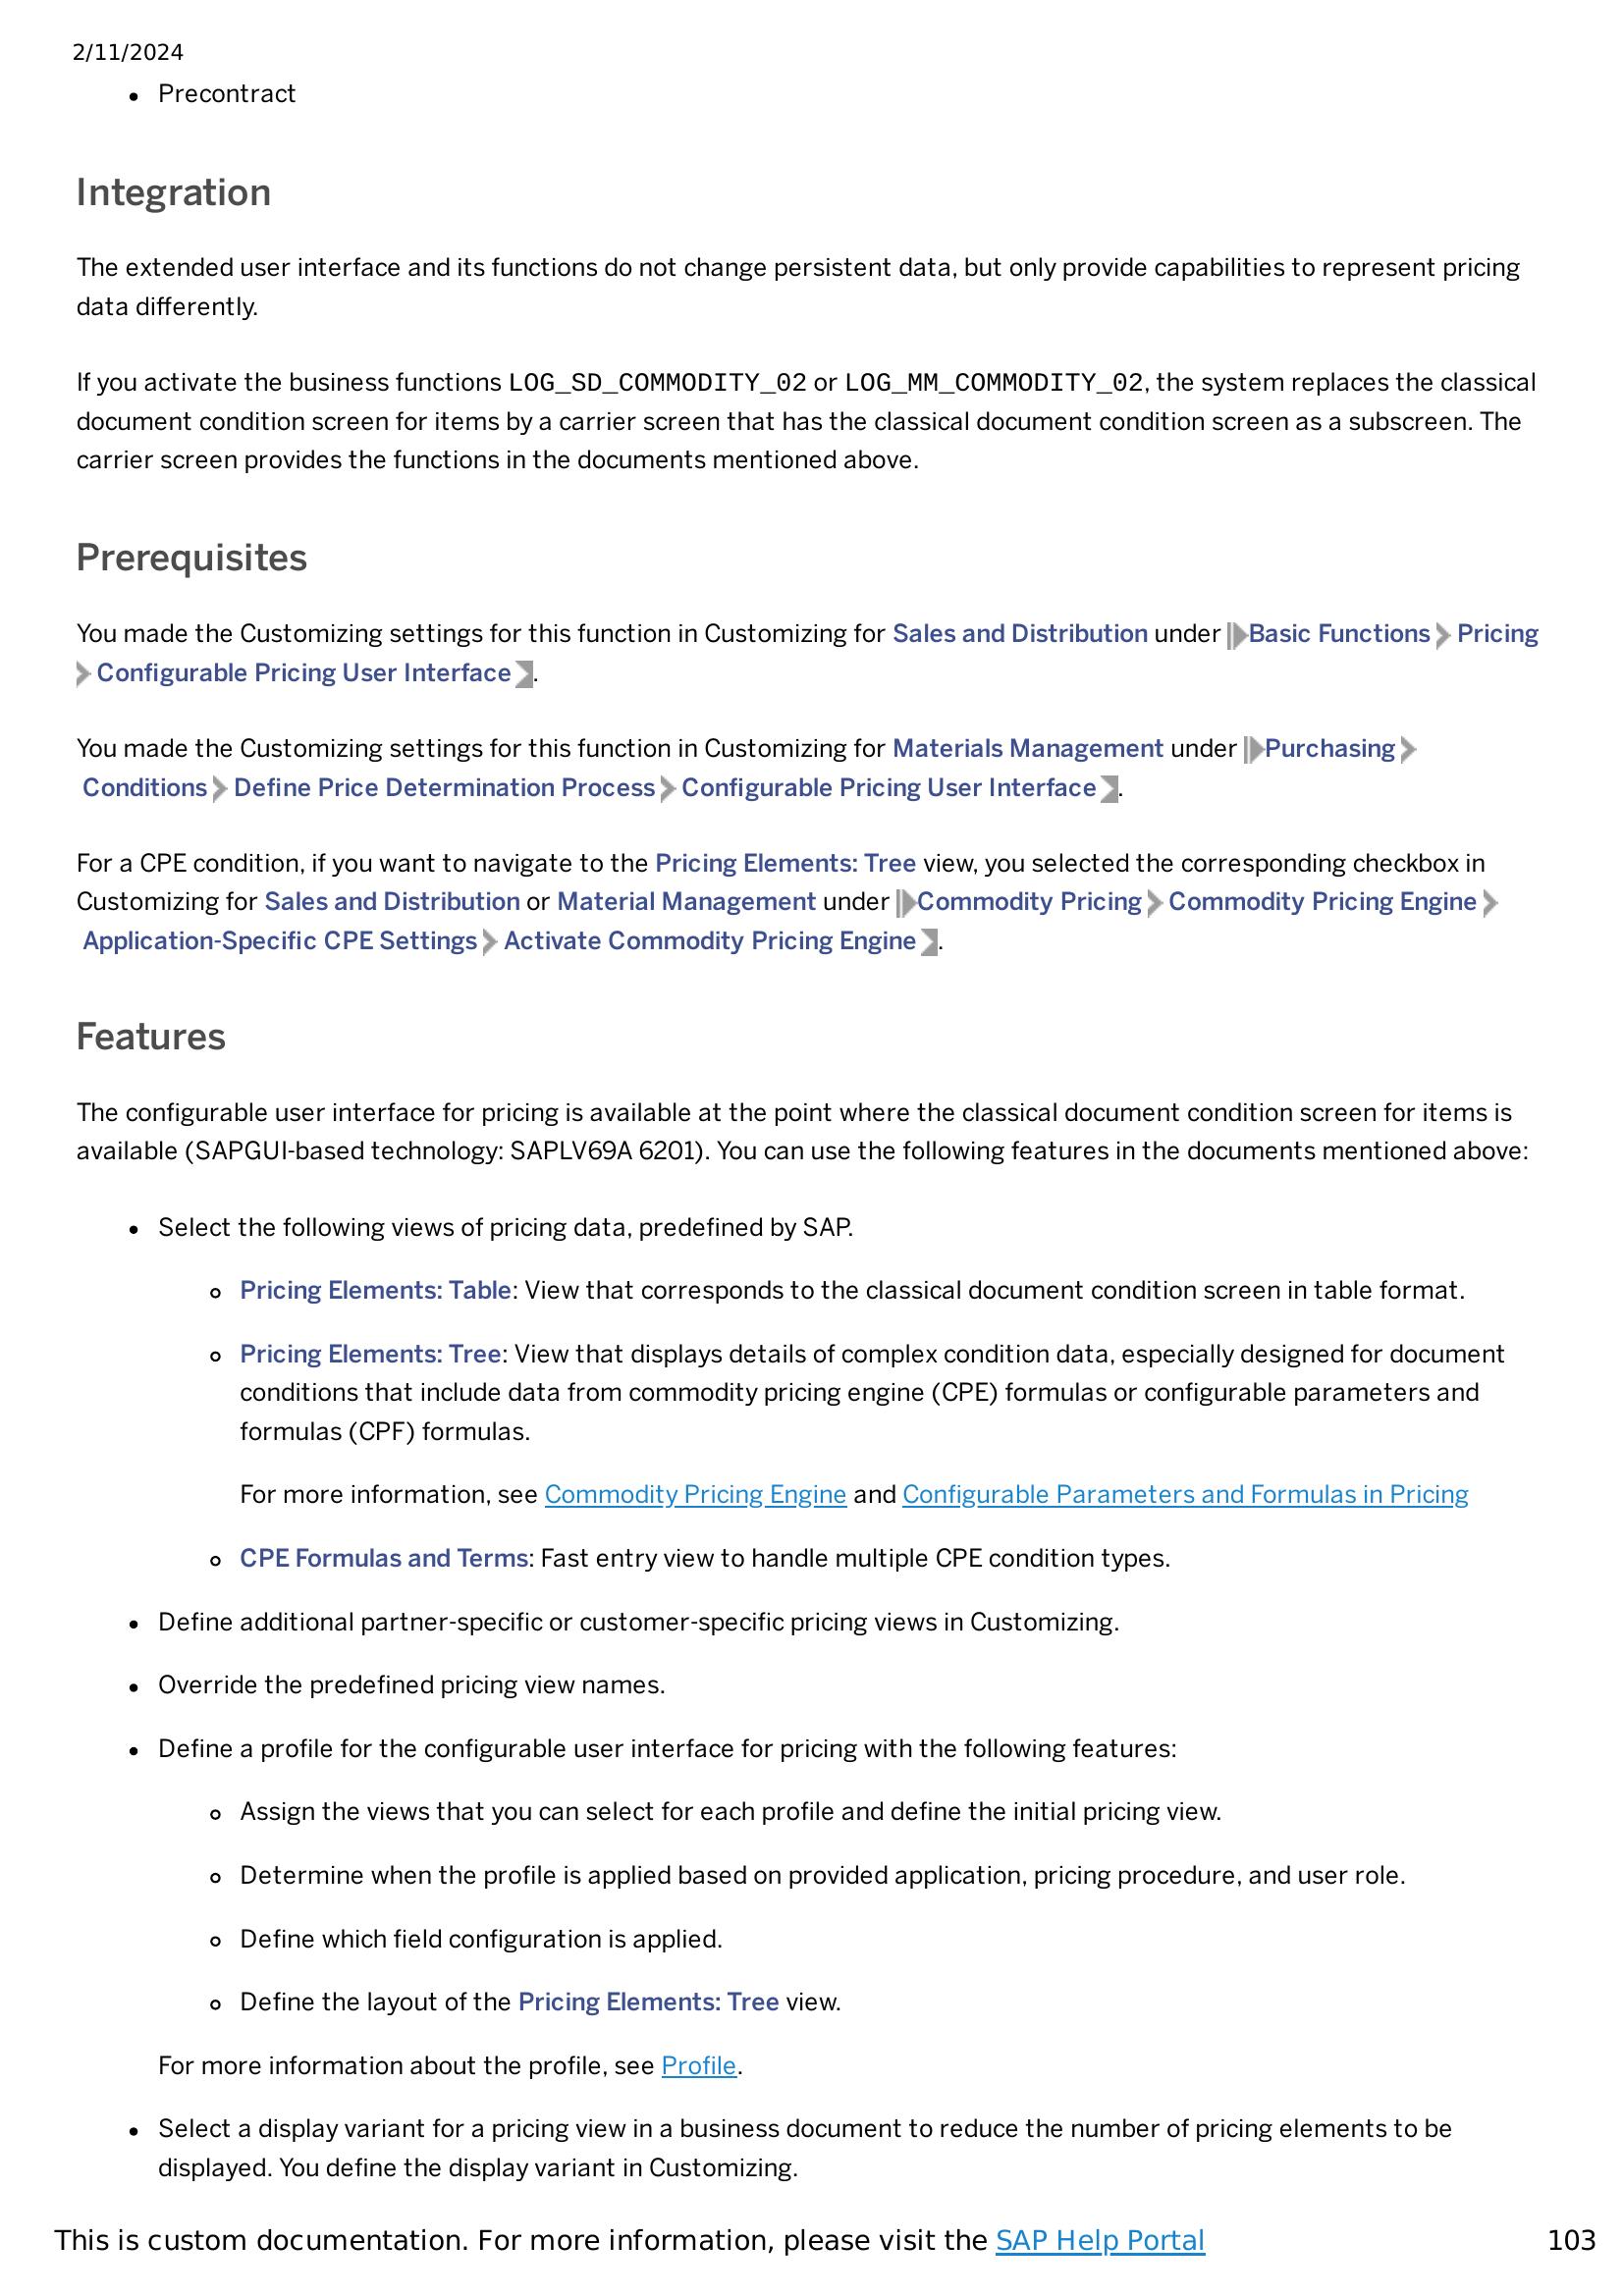 2/11/2024
• Precontract
Integration
The extended user interface and its functions do not change persistent data, but only provide capabilities to represent pricing
data differently.
If you activate the business functions LOG_SD_COMMODITY_02 or LOG_MM_COMMODITY_02, the system replaces the classical
document condition screen for items by a carrier screen that has the classical document condition screen as a subscreen. The
carrier screen provides the functions in the documents mentioned above.
Prerequisites
You made the Customizing settings for this function in Customizing for Sales and Distribution under Basic Functions Pricing
Configurable Pricing User Interface.
You made the Customizing settings for this function in Customizing for Materials Management under Purchasing
Conditions Define Price Determination Process Configurable Pricing User Interface.
For a CPE condition, if you want to navigate to the Pricing Elements: Tree view, you selected the corresponding checkbox in
Customizing for Sales and Distribution or Material Management under Commodity Pricing Commodity Pricing Engine
Application-Specific CPE Settings Activate Commodity Pricing Engine.
Features
The configurable user interface for pricing is available at the point where the classical document condition screen for items is
available (SAPGUI-based technology: SAPLV69A 6201). You can use the following features in the documents mentioned above:
• Select the following views of pricing data, predefined by SAP.
◦ Pricing Elements: Table: View that corresponds to the classical document condition screen in table format.
◦ Pricing Elements: Tree: View that displays details of complex condition data, especially designed for document
conditions that include data from commodity pricing engine (CPE) formulas or configurable parameters and
formulas (CPF) formulas.
For more information, see Commodity Pricing Engine and Configurable Parameters and Formulas in Pricing
◦ CPE Formulas and Terms: Fast entry view to handle multiple CPE condition types.
• Define additional partner-specific or customer-specific pricing views in Customizing.
• Override the predefined pricing view names.
• Define a profile for the configurable user interface for pricing with the following features:
◦ Assign the views that you can select for each profile and define the initial pricing view.
◦ Determine when the profile is applied based on provided application, pricing procedure, and user role.
◦ Define which field configuration is applied.
◦ Define the layout of the Pricing Elements: Tree view.
For more information about the profile, see Profile.
• Select a display variant for a pricing view in a business document to reduce the number of pricing elements to be
displayed. You define the display variant in Customizing.
This is custom documentation. For more information, please visit the SAP Help Portal 103